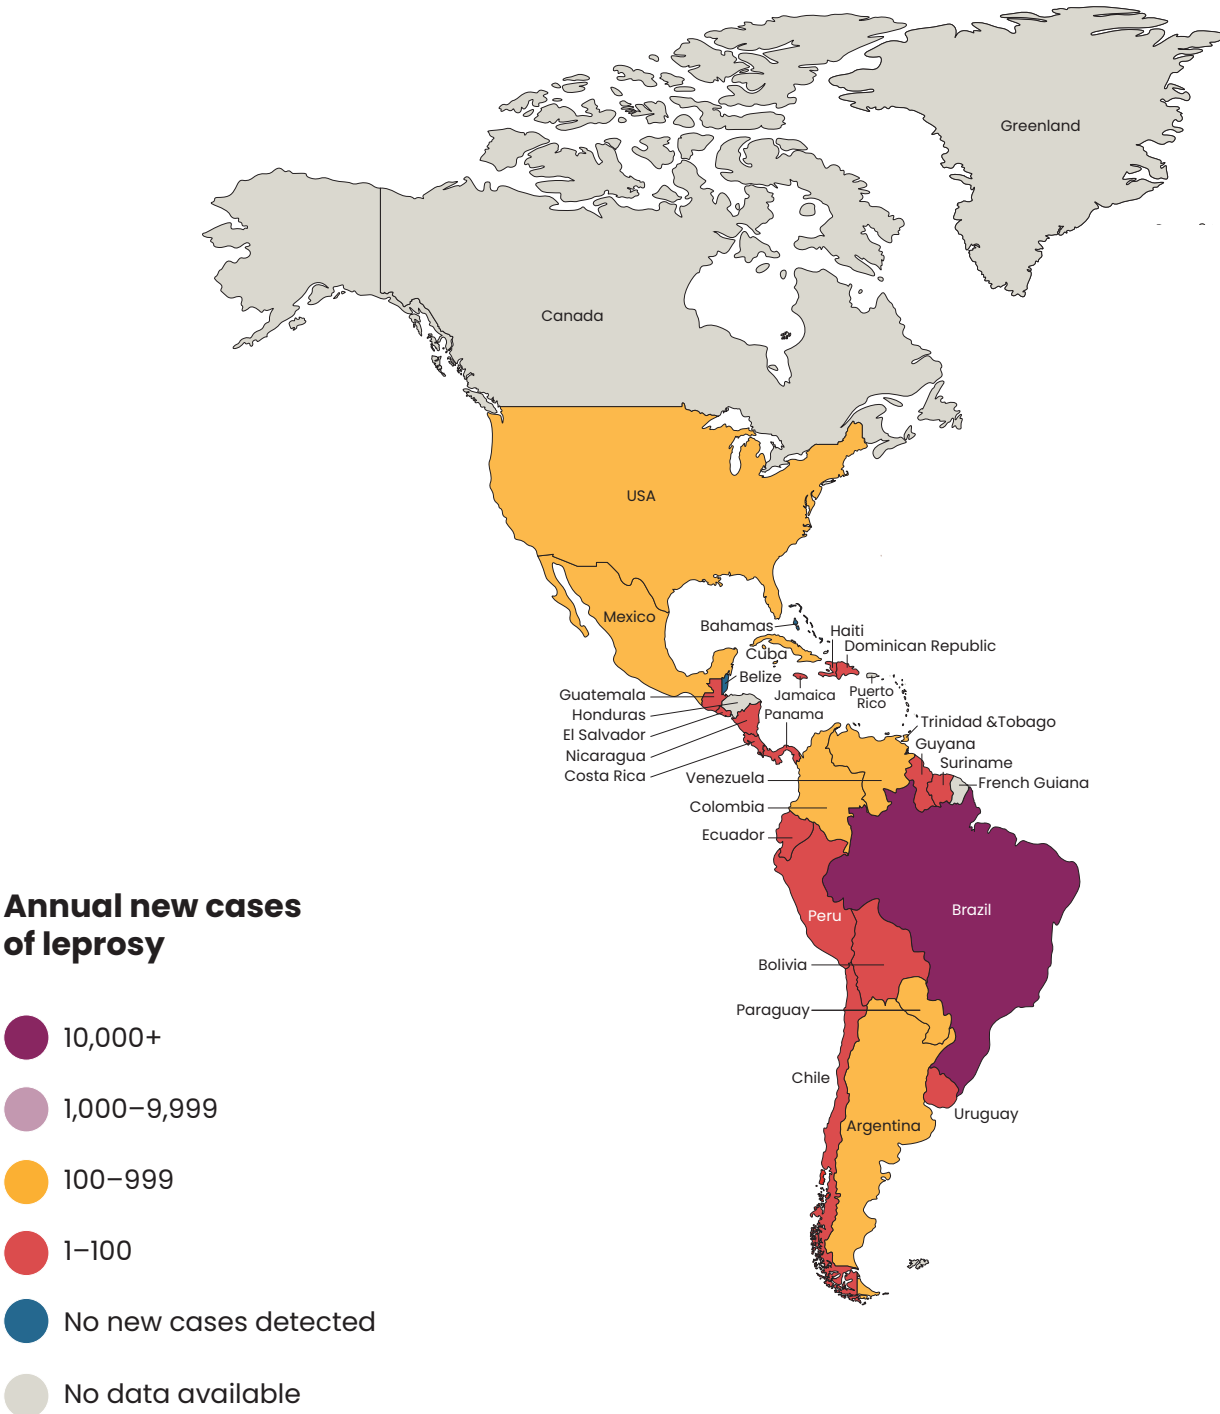 Greenland
Canada
USA
Mexico
Bahamas
Haiti
Dominican Republic
Cuba
Belize
Guatemala
Jamaica
Puerto
Rico
Honduras
Panama
El Salvador
Trinidad &Tobago
Nicaragua
Guyana
Costa Rica
Suriname
Venezuela
French Guiana
Colombia
Ecuador
Peru
Brazil
Bolivia
Paraguay
Chile
Uruguay
Argentina
Annual new cases
of leprosy
10,000+
1,000–9,999
100–999
1–100
No new cases detected
No data available